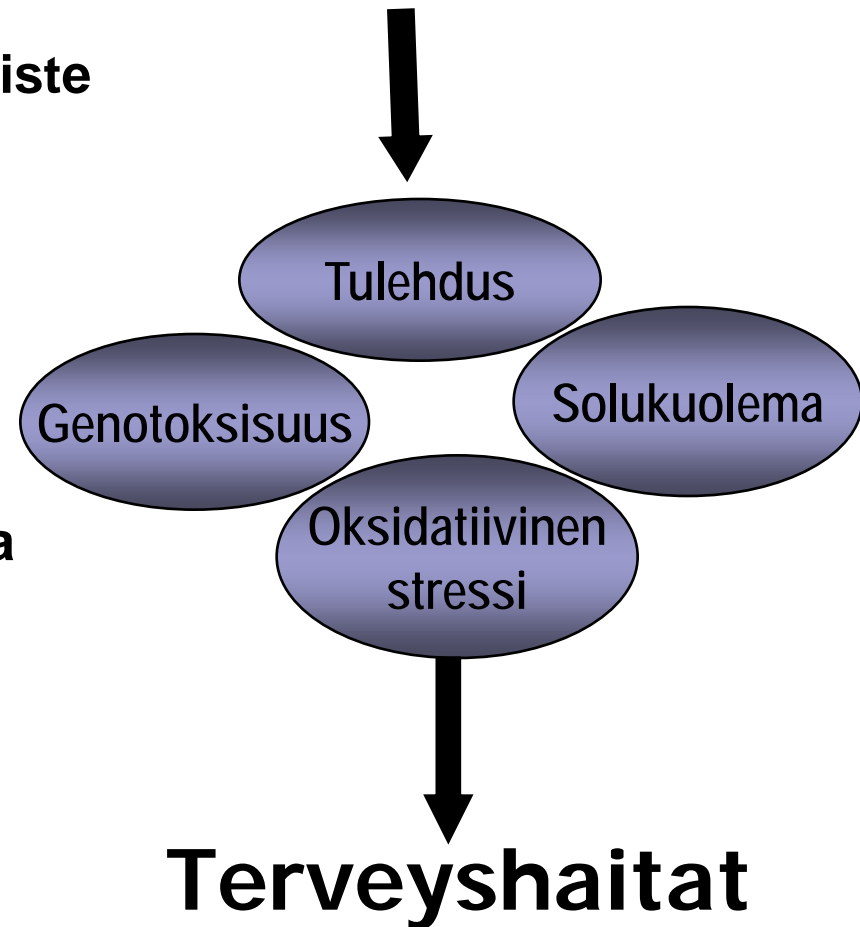 iste
Tulehdus
Solukuolema
Genotoksisuus
Oksidatiivinen
stressi
a
Terveyshaitat